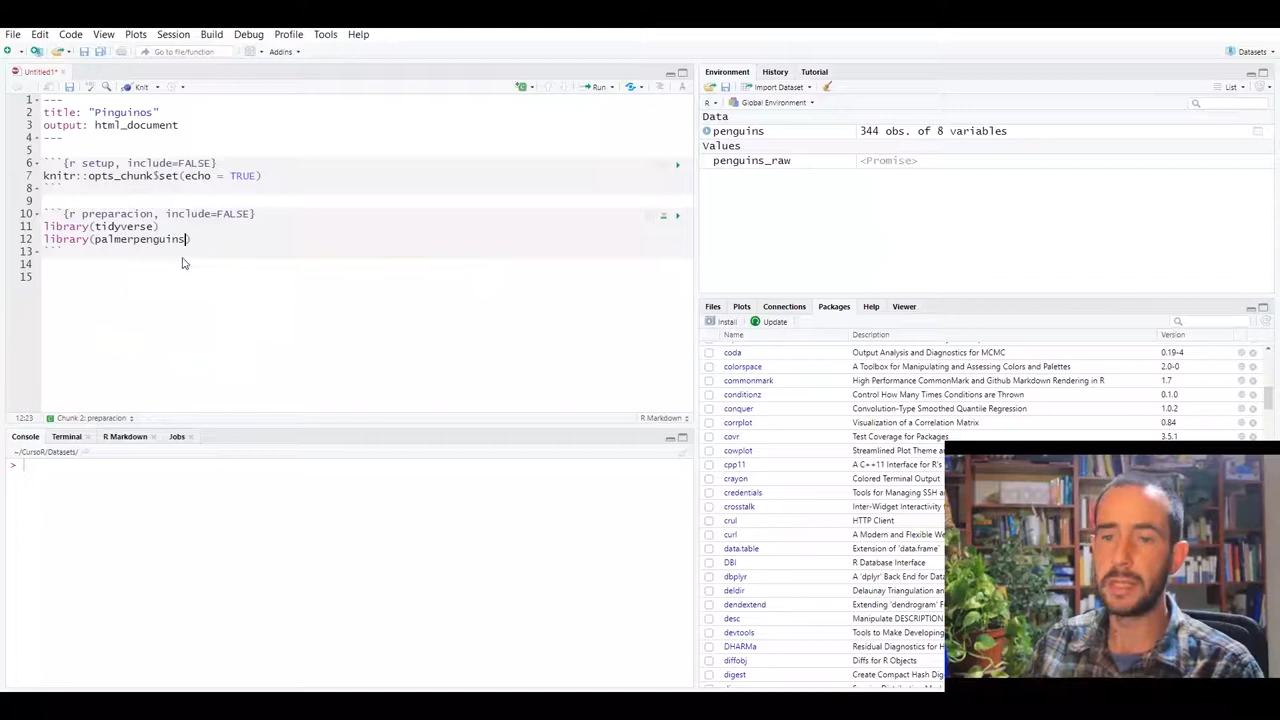 File Edit Code View Plots Session Build Debug Profile Tools Help
Go to file/function Addins Datasets
Untitled1*
Knit Run
1 ---
2 title: "Pinguinos"
3 output: html_document
4 ---
5
6 ```{r setup, include=FALSE}
7 knitr::opts_chunk$set(echo = TRUE)
8 ```
9
10 ```{r preparacion, include=FALSE}
11 library(tidyverse)
12 library(palmerpenguins)
13 ```
14
15
12:23 Chunk 2: preparacion R Markdown
Console Terminal R Markdown Jobs
~/CursoR/Datasets/
>
Environment History Tutorial
Import Dataset List
R Global Environment
Data
penguins 344 obs. of 8 variables
Values
penguins_raw <Promise>
Files Plots Connections Packages Help Viewer
Install Update
Name Description Version
coda Output Analysis and Diagnostics for MCMC 0.19-4
colorspace A Toolbox for Manipulating and Assessing Colors and Palettes 2.0-0
commonmark High Performance CommonMark and Github Markdown Rendering in R 1.7
conditionz Control How Many Times Conditions are Thrown 0.1.0
conquer Convolution-Type Smoothed Quantile Regression 1.0.2
corrplot Visualization of a Correlation Matrix 0.84
covr Test Coverage for Packages 3.5.1
cowplot Streamlined Plot Theme an
cpp11 A C++11 Interface for R's
crayon Colored Terminal Output
credentials Tools for Managing SSH a
crosstalk Inter-Widget Interactivity
crul HTTP Client
curl A Modern and Flexible We
data.table Extension of 'data.frame'
DBI R Database Interface
dbplyr A 'dplyr' Back End for Data
deldir Delaunay Triangulation an
dendextend Extending 'dendrogram' F
desc Manipulate DESCRIPTION
devtools Tools to Make Developing
DHARMa Residual Diagnostics for H
diffobj Diffs for R Objects
digest Create Compact Hash Dig